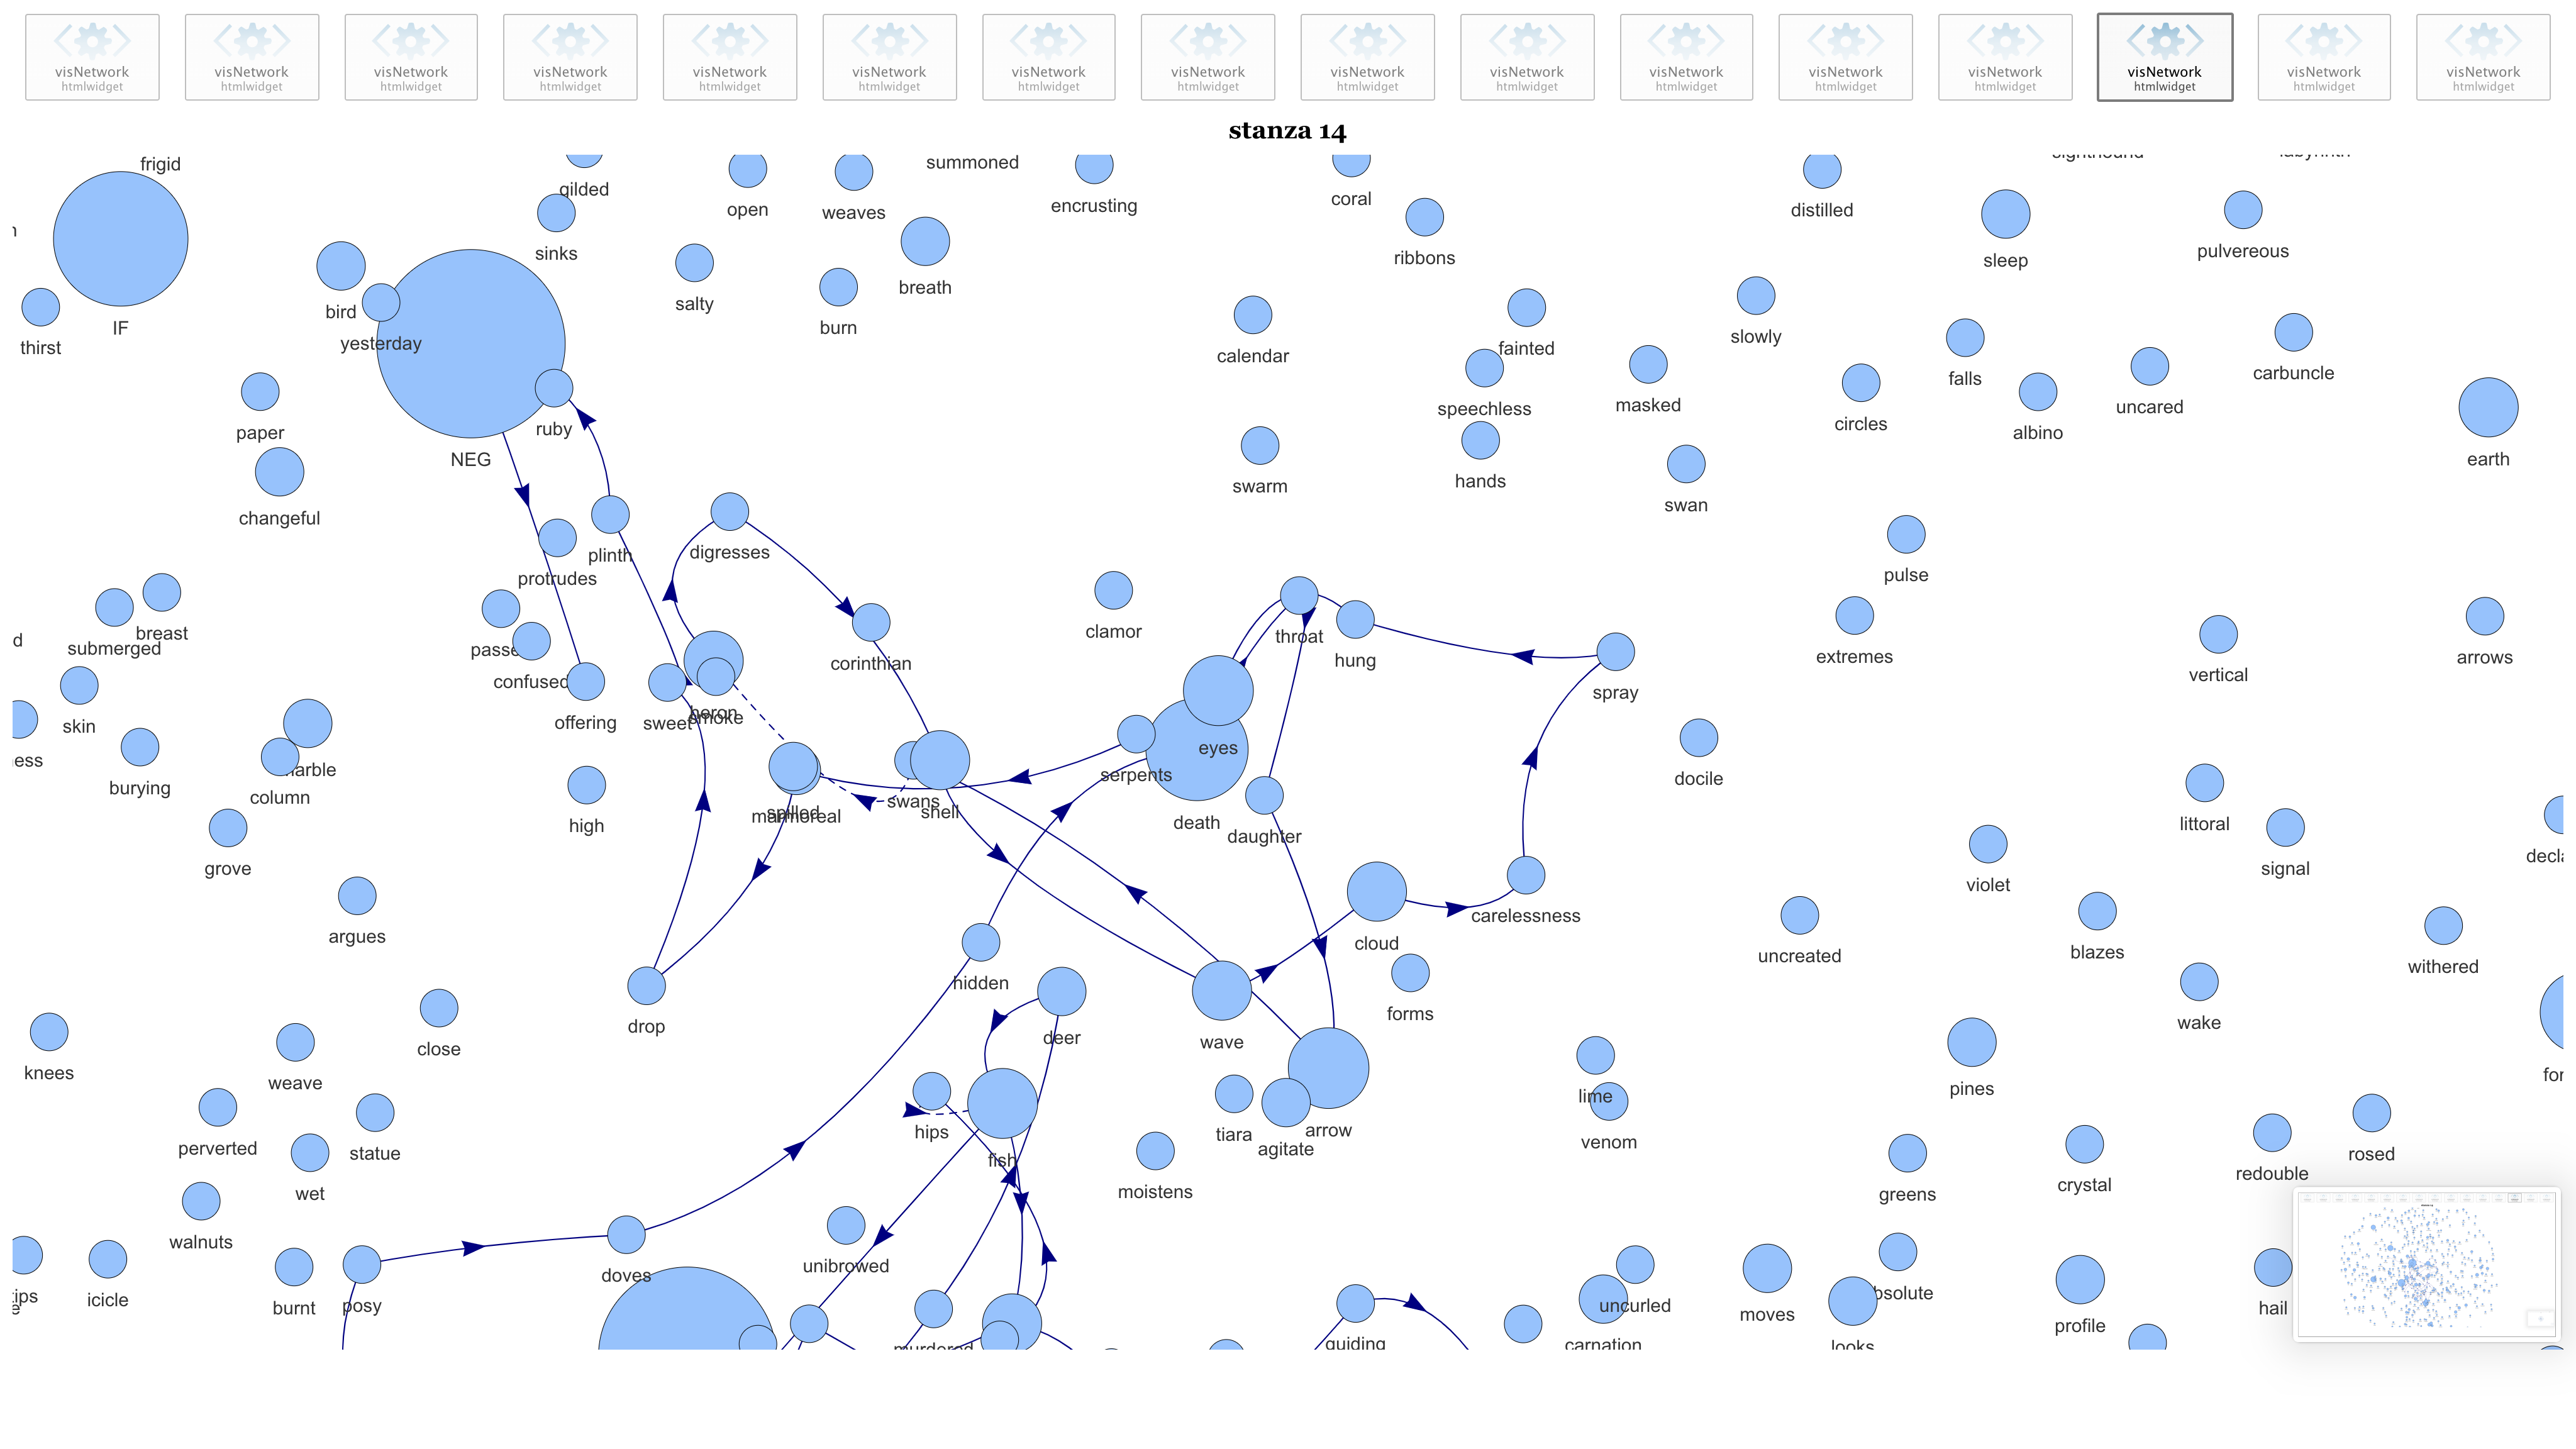 visNetwork
htmlwidget
visNetwork
htmlwidget
visNetwork
htmlwidget
visNetwork
htmlwidget
visNetwork
htmlwidget
visNetwork
htmlwidget
visNetwork
htmlwidget
visNetwork
htmlwidget
visNetwork
htmlwidget
visNetwork
htmlwidget
visNetwork
htmlwidget
visNetwork
htmlwidget
visNetwork
htmlwidget
visNetwork
htmlwidget
visNetwork
htmlwidget
visNetwork
htmlwidget
stanza 14
frigid
summoned
gilded
open
weaves
encrusting
coral
distilled
sinks
ribbons
sleep
pulvereous
breath
salty
bird
IF
burn
thirst
yesterday
calendar
fainted
slowly
falls
carbuncle
speechless
masked
uncared
circles
albino
paper
ruby
NEG
earth
hands
swarm
swan
changeful
digresses
plinth
protrudes
pulse
breast
submerged
clamor
throat
passe
corinthian
hung
extremes
arrows
vertical
confused
spray
offering
sweet
heron
smoke
skin
eyes
marble
serpents
docile
burying
column
swans
shell
spilled
marmoreal
high
death
daughter
littoral
grove
signal
violet
argues
carelessness
cloud
blazes
uncreated
withered
hidden
forms
drop
deer
wave
wake
close
knees
weave
pines
lime
hips
tiara
arrow
agitate
venom
perverted
statue
fish
rosed
redouble
wet
moistens
greens
crystal
walnuts
unibrowed
doves
icicle
burnt
posy
uncurled
moves
hail
profile
guiding
carnation
looks
murdered